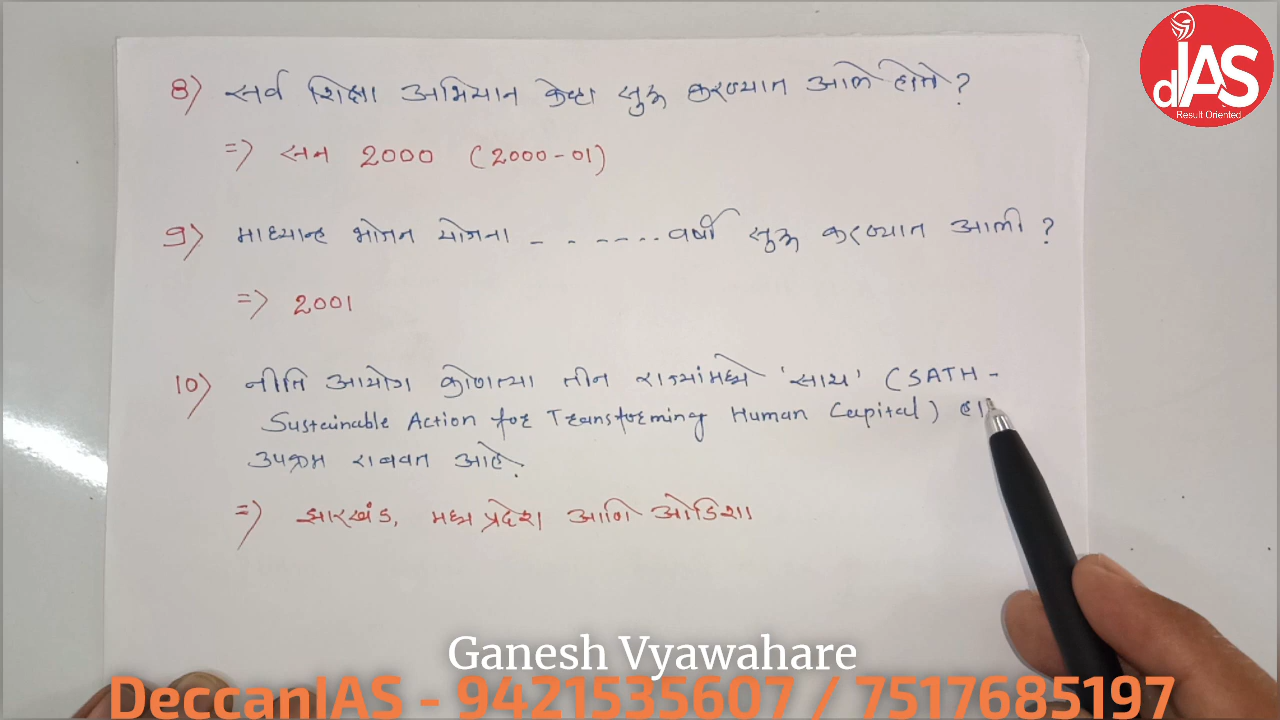 dIAS
Result Oriented
8) सर्व शिक्षा अभियान केव्हा सुरू करण्यात आले होते ?
=> सन 2000 (2000-01)
9) माध्यान्ह भोजन योजना - . - - - . . वर्षी सुरू करण्यात आली ?
=> 2001
10) नीति आयोग कोणत्या तीन राज्यांमध्ये 'साथ' (SATH -
Sustainable Action for Transforming Human Capital) हा
उपक्रम राबवत आहे.
=> झारखंड, मध्य प्रदेश आणि ओडिशा
Ganesh Vyawahare
DeccanIAS - 9421535607 / 7517685197